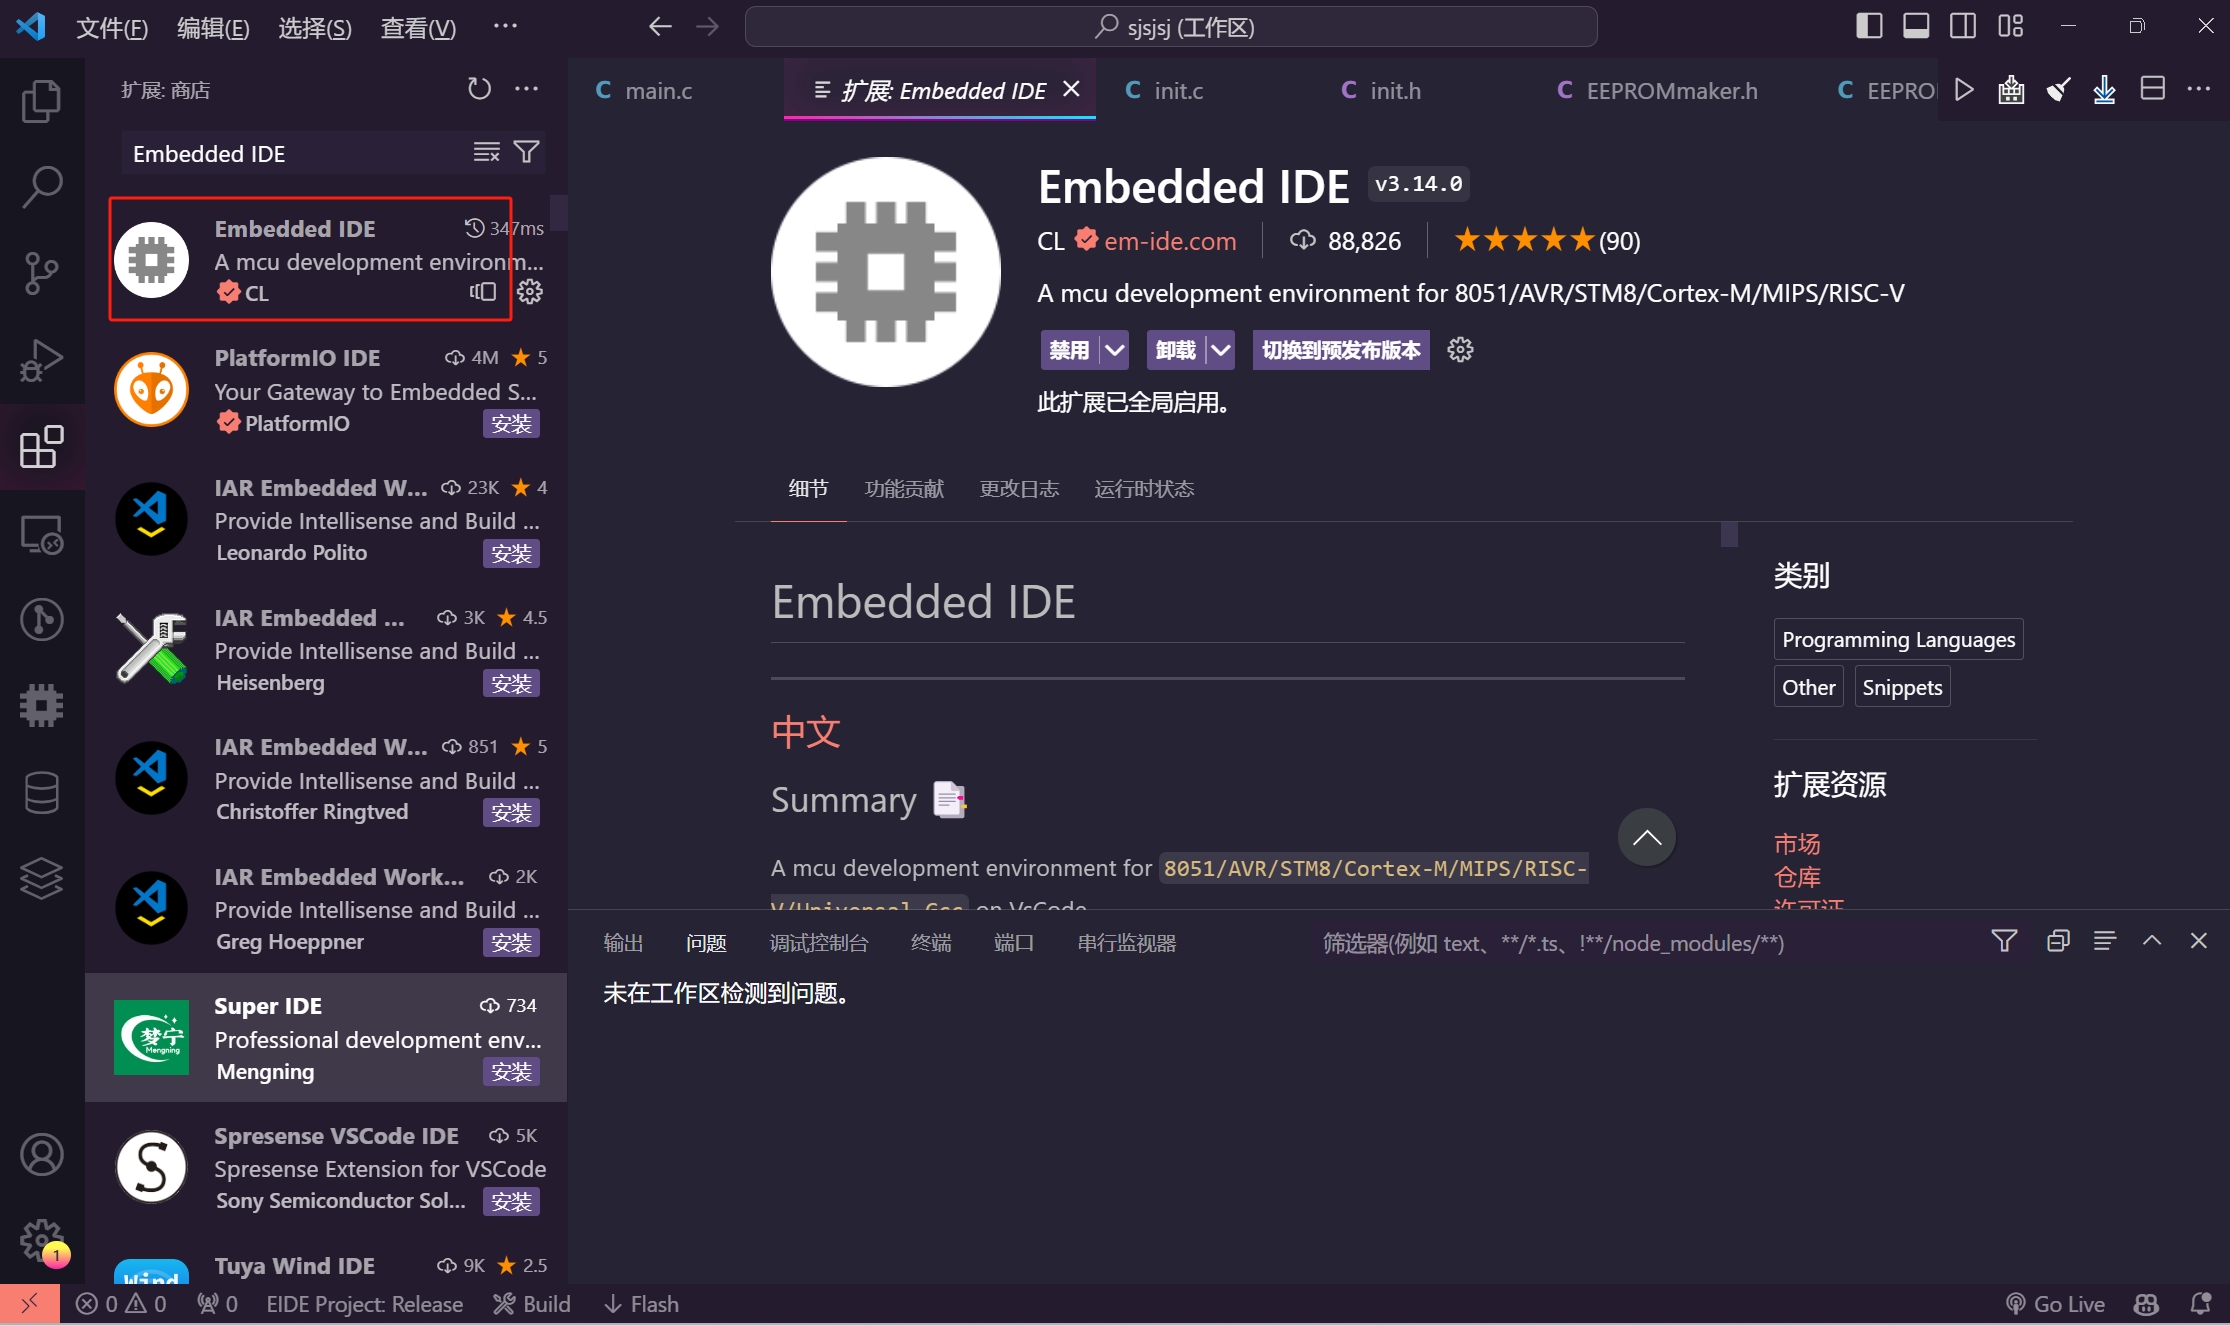 文件(F) 编辑(E) 选择(S) 查看(V) ···
sjsjsj (工作区)
扩展: 商店
Embedded IDE
Embedded IDE 347ms
A mcu development environm...
CL
PlatformIO IDE 4M 5
Your Gateway to Embedded S...
PlatformIO 安装
IAR Embedded W... 23K 4
Provide Intellisense and Build ...
Leonardo Polito 安装
IAR Embedded ... 3K 4.5
Provide Intellisense and Build ...
Heisenberg 安装
IAR Embedded W... 851 5
Provide Intellisense and Build ...
Christoffer Ringtved 安装
IAR Embedded Work... 2K
Provide Intellisense and Build ...
Greg Hoeppner 安装
梦宁
Mengning
Super IDE 734
Professional development env...
Mengning 安装
Spresense VSCode IDE 5K
Spresense Extension for VSCode
Sony Semiconductor Sol... 安装
Wind
Tuya Wind IDE 9K 2.5
1
C main.c 扩展: Embedded IDE C init.c C init.h C EEPROMmaker.h C EEPRO
Embedded IDE v3.14.0
CL em-ide.com 88,826 (90)
A mcu development environment for 8051/AVR/STM8/Cortex-M/MIPS/RISC-V
禁用 卸载 切换到预发布版本
此扩展已全局启用。
细节 功能贡献 更改日志 运行时状态
Embedded IDE
中文
Summary
A mcu development environment for 8051/AVR/STM8/Cortex-M/MIPS/RISC-
V/Universal-Gcc on VsCode
类别
Programming Languages
Other Snippets
扩展资源
市场
仓库
许可证
输出 问题 调试控制台 终端 端口 串行监视器 筛选器(例如 text、**/*.ts、!**/node_modules/**)
未在工作区检测到问题。
0 0 0 EIDE Project: Release Build Flash Go Live